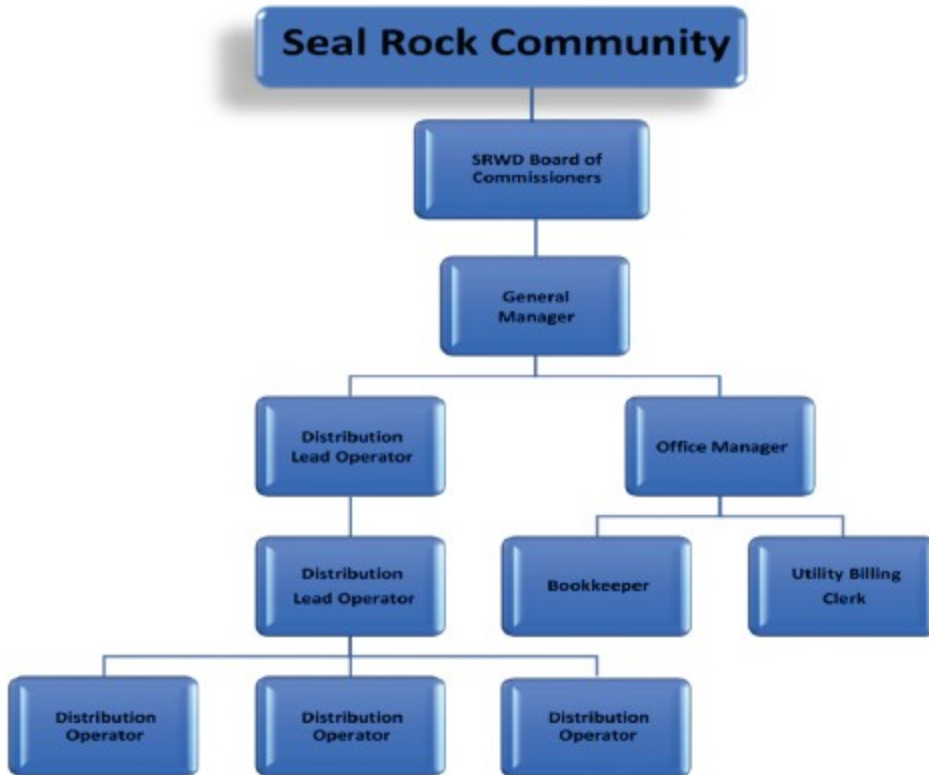 Seal Rock Community
SRWD Board of
Commissioners
General
Manager
Distribution
Lead Operator
Office Manager
Distribution
Lead Operator
Bookkeeper
Utility Billing
Clerk
Distribution
Operator
Distribution
Operator
Distribution
Operator